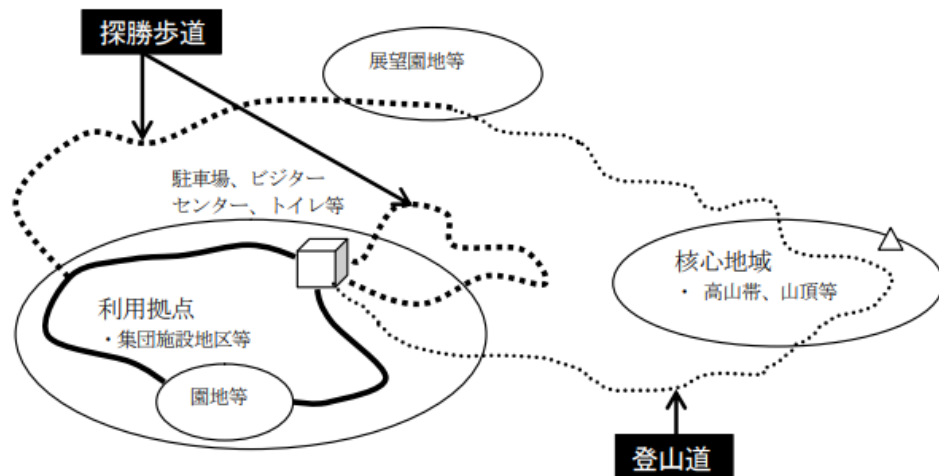 探勝歩道
展望園地等
駐車場、ビジター
センター、トイレ等
利用拠点
・集団施設地区等
園地等
核心地域
・ 高山帯、山頂等
登山道